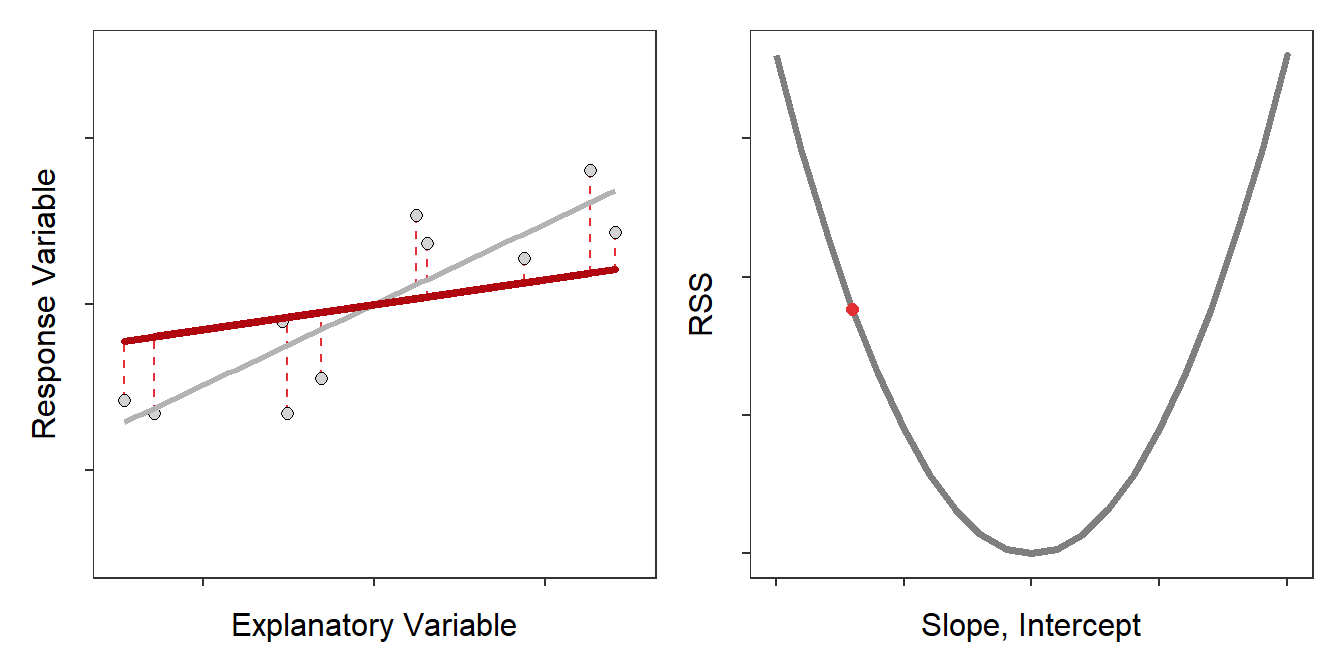 Response Variable
Explanatory Variable
RSS
Slope, Intercept